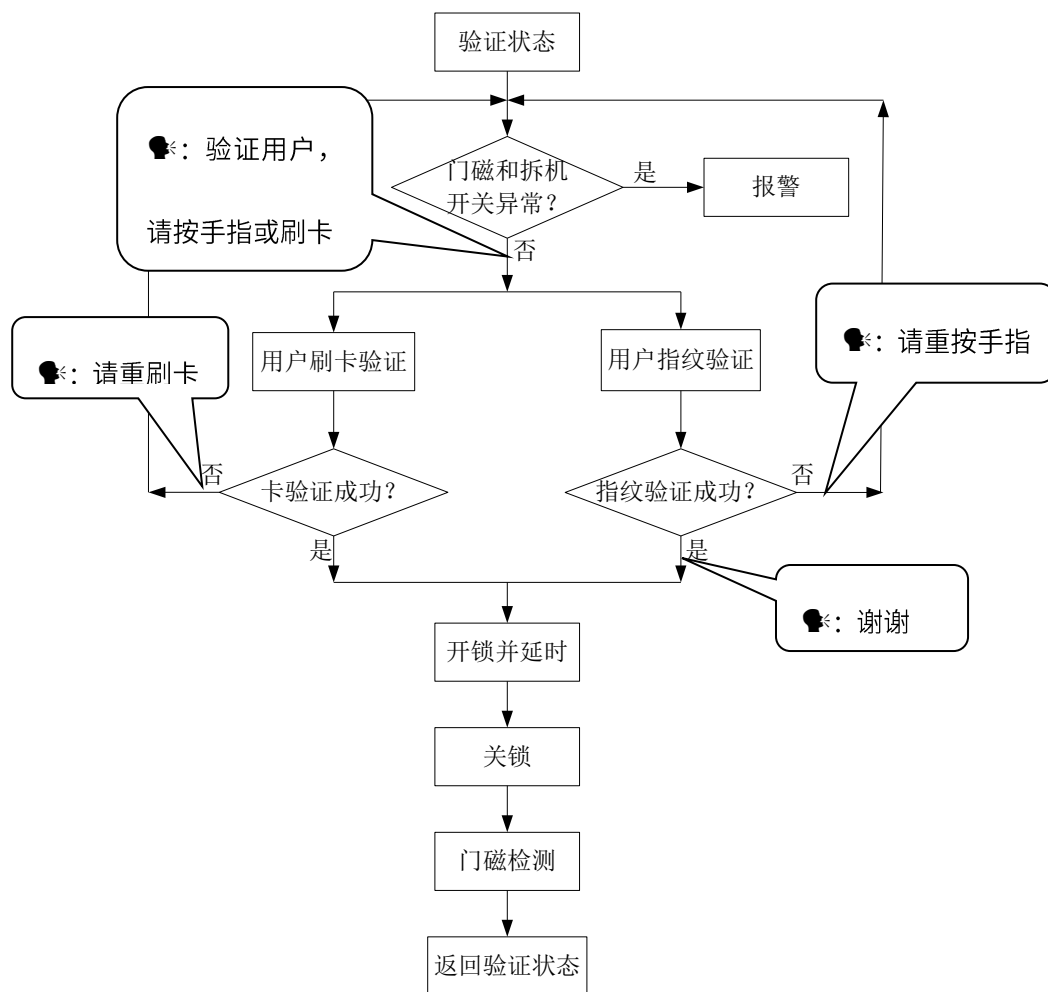 验证状态
🗣：验证用户，
请按手指或刷卡
门磁和拆机
开关异常？
是
报警
否
🗣：请重刷卡
用户刷卡验证
用户指纹验证
🗣：请重按手指
否
卡验证成功？
指纹验证成功？
否
是
是
🗣：谢谢
开锁并延时
关锁
门磁检测
返回验证状态